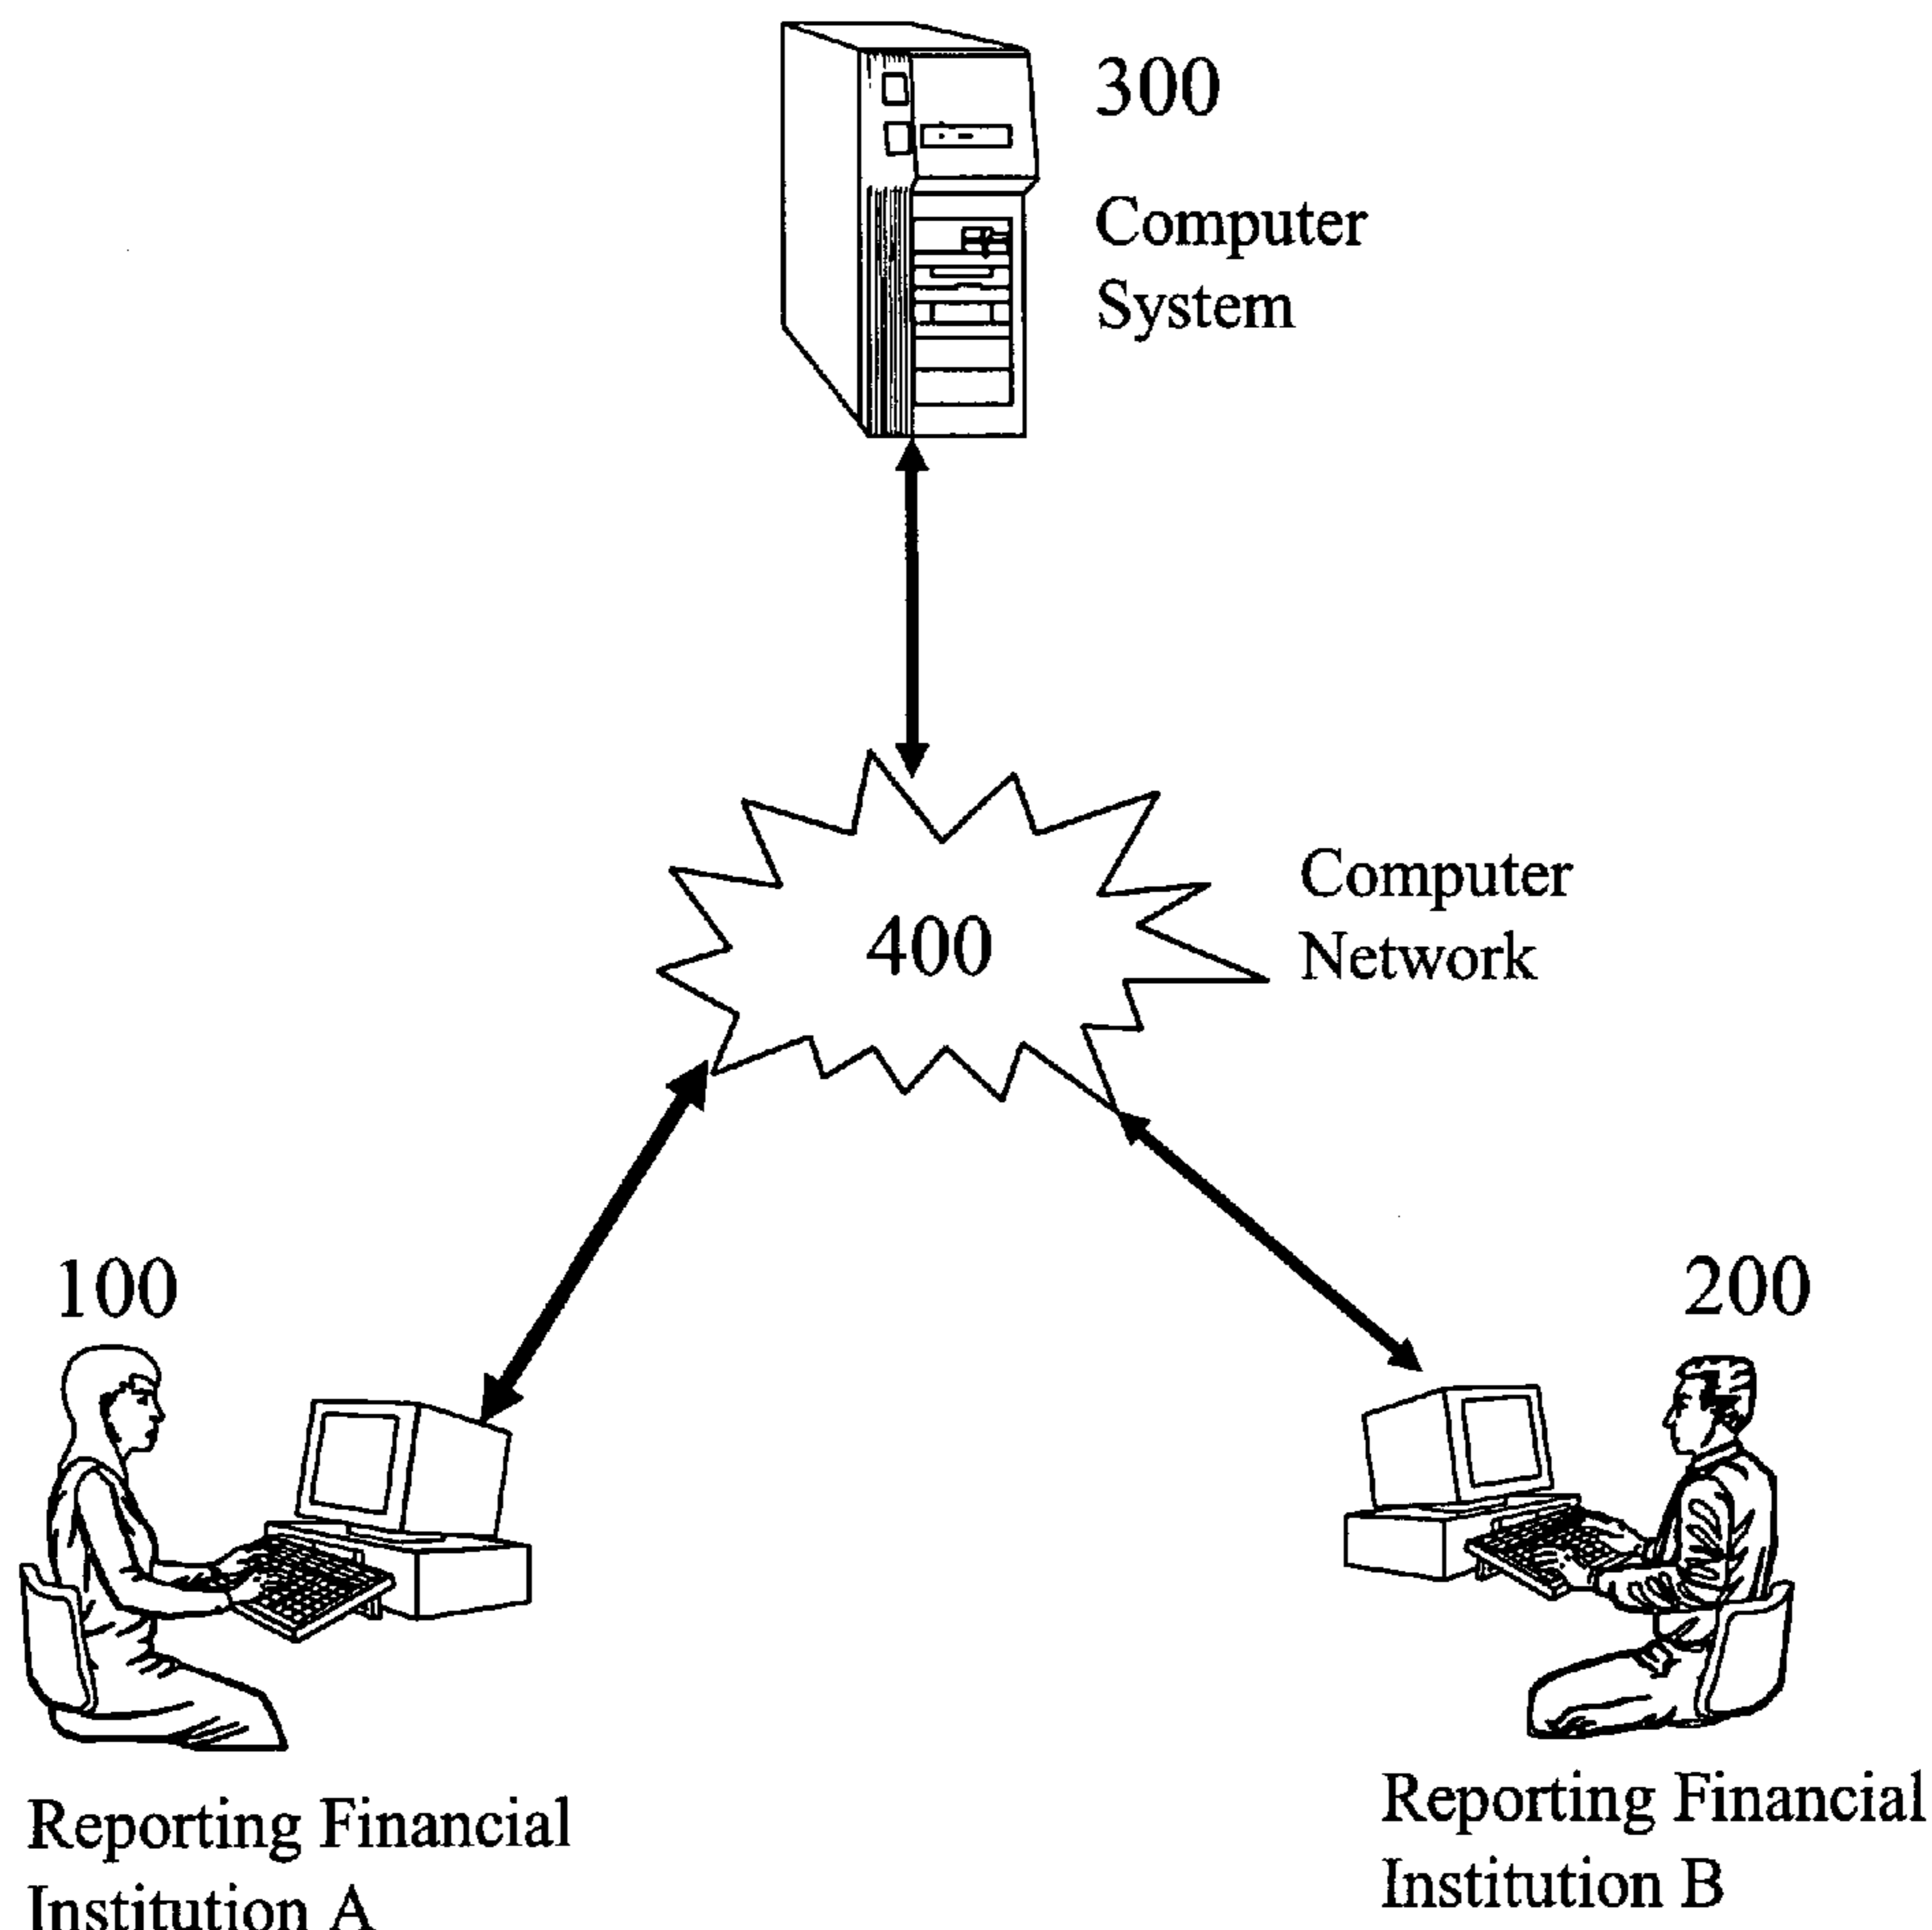 300
Computer
System
Computer
Network
400
100
200
Reporting Financial
Institution A
Reporting Financial
Institution B